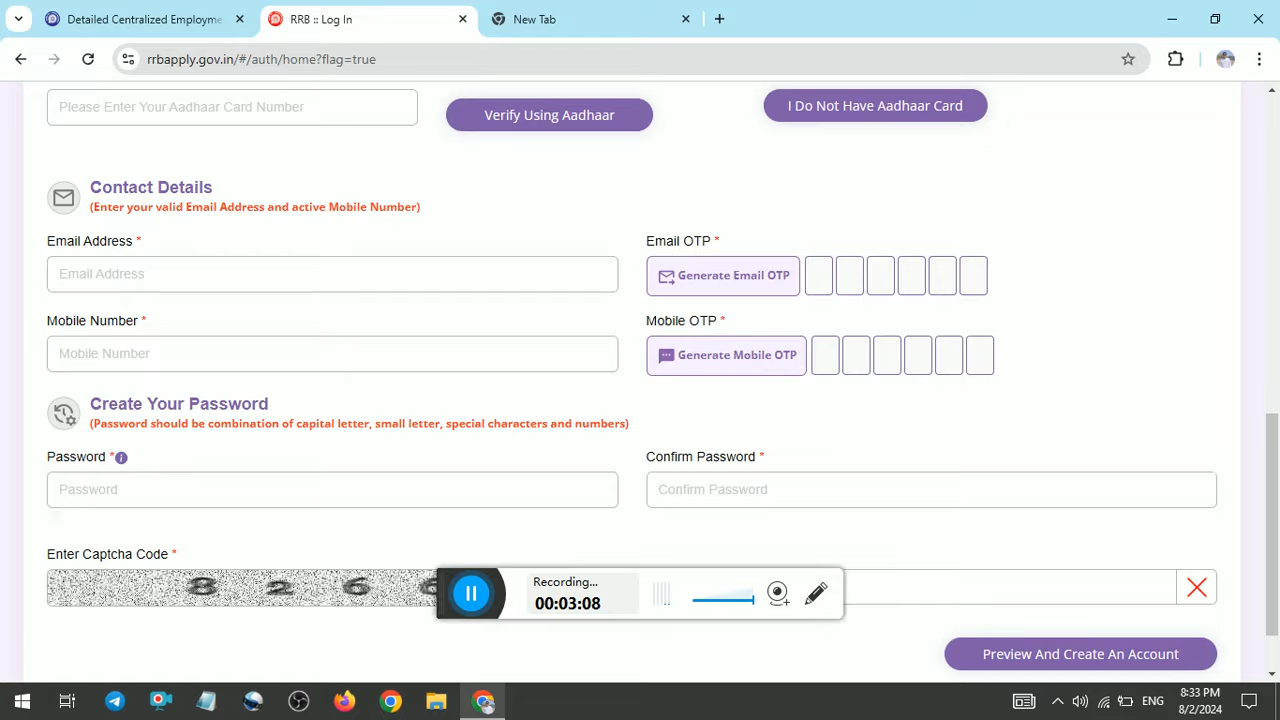 Detailed Centralized Employme
RRB :: Log In
New Tab
rrbapply.gov.in/#/auth/home?flag=true
Please Enter Your Aadhaar Card Number
Verify Using Aadhaar
I Do Not Have Aadhaar Card
Contact Details
(Enter your valid Email Address and active Mobile Number)
Email Address *
Email OTP *
Email Address
Generate Email OTP
Mobile Number *
Mobile OTP *
Mobile Number
Generate Mobile OTP
Create Your Password
(Password should be combination of capital letter, small letter, special characters and numbers)
Password *
Confirm Password *
Password
Confirm Password
Enter Captcha Code *
8 2 6
Recording...
00:03:08
Preview And Create An Account
ENG
8:33 PM
8/2/2024